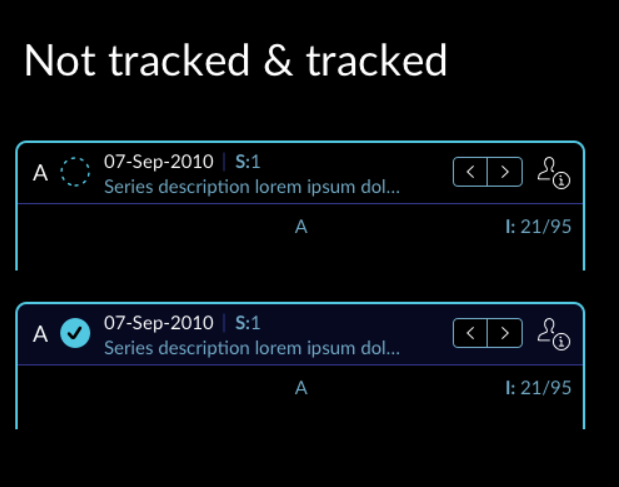 Not tracked & tracked
A 07-Sep-2010 | S:1
Series description lorem ipsum dol...
A I: 21/95
A 07-Sep-2010 | S:1
Series description lorem ipsum dol...
A I: 21/95